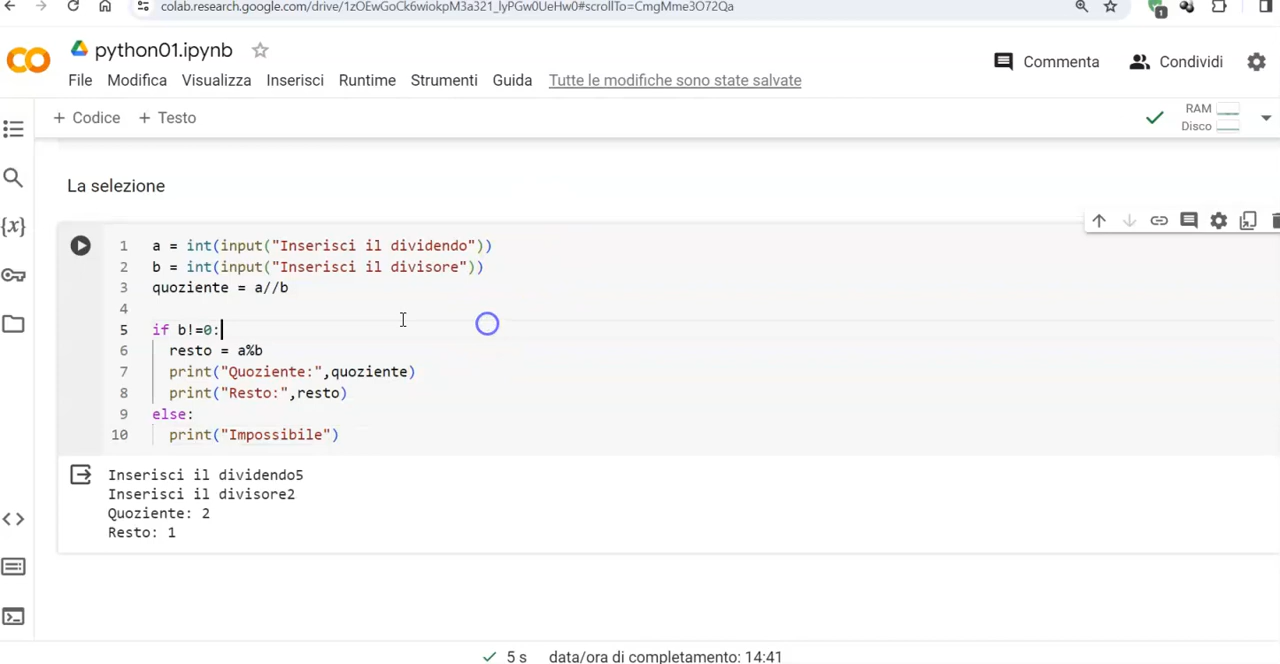 colab.research.google.com/drive/1zOEwGoCk6wiokpM3a321_lyPGw0UeHw0#scrollTo=CmgMme3O72Qa
1
python01.ipynb
File Modifica Visualizza Inserisci Runtime Strumenti Guida Tutte le modifiche sono state salvate
Commenta Condividi
+ Codice + Testo
RAM
Disco
La selezione
{x}
1 a = int(input("Inserisci il dividendo"))
2 b = int(input("Inserisci il divisore"))
3 quoziente = a//b
4
5 if b!=0:
6 resto = a%b
7 print("Quoziente:",quoziente)
8 print("Resto:",resto)
9 else:
10 print("Impossibile")
Inserisci il dividendo5
Inserisci il divisore2
Quoziente: 2
Resto: 1
5 s data/ora di completamento: 14:41